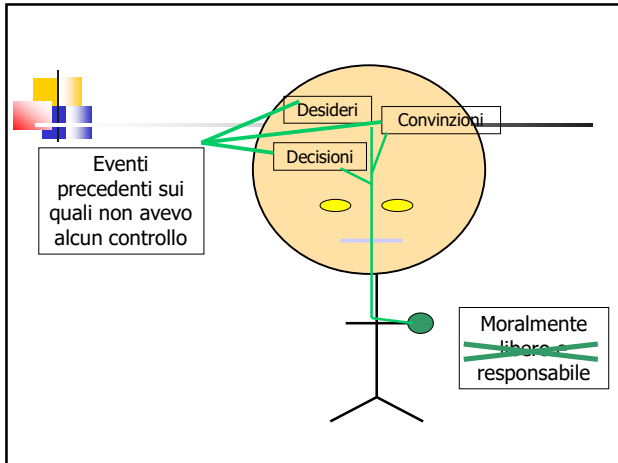 Desideri
Convinzioni
Decisioni
Eventi
precedenti sui
quali non avevo
alcun controllo
Moralmente
libero e
responsabile